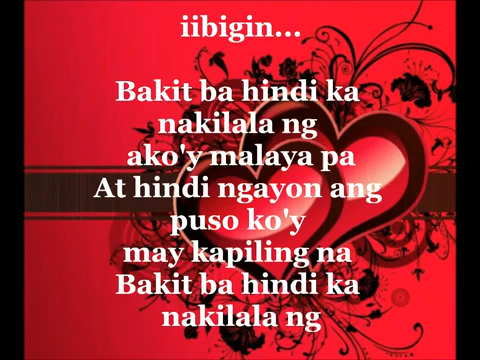 iibigin...
Bakit ba hindi ka
nakilala ng
ako'y malaya pa
At hindi ngayon ang
puso ko'y
may kapiling na
Bakit ba hindi ka
nakilala ng